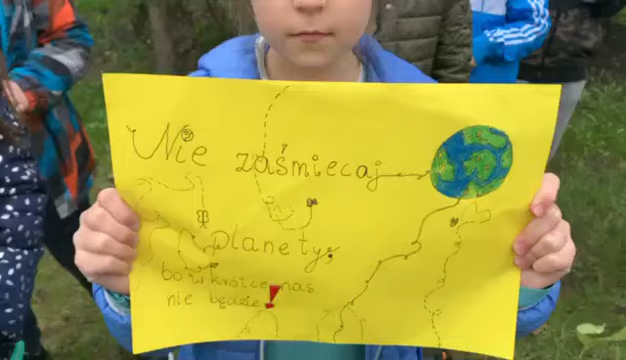 Nie zaśmiecaj
planety,
bo wkrótce nas
nie będzie!